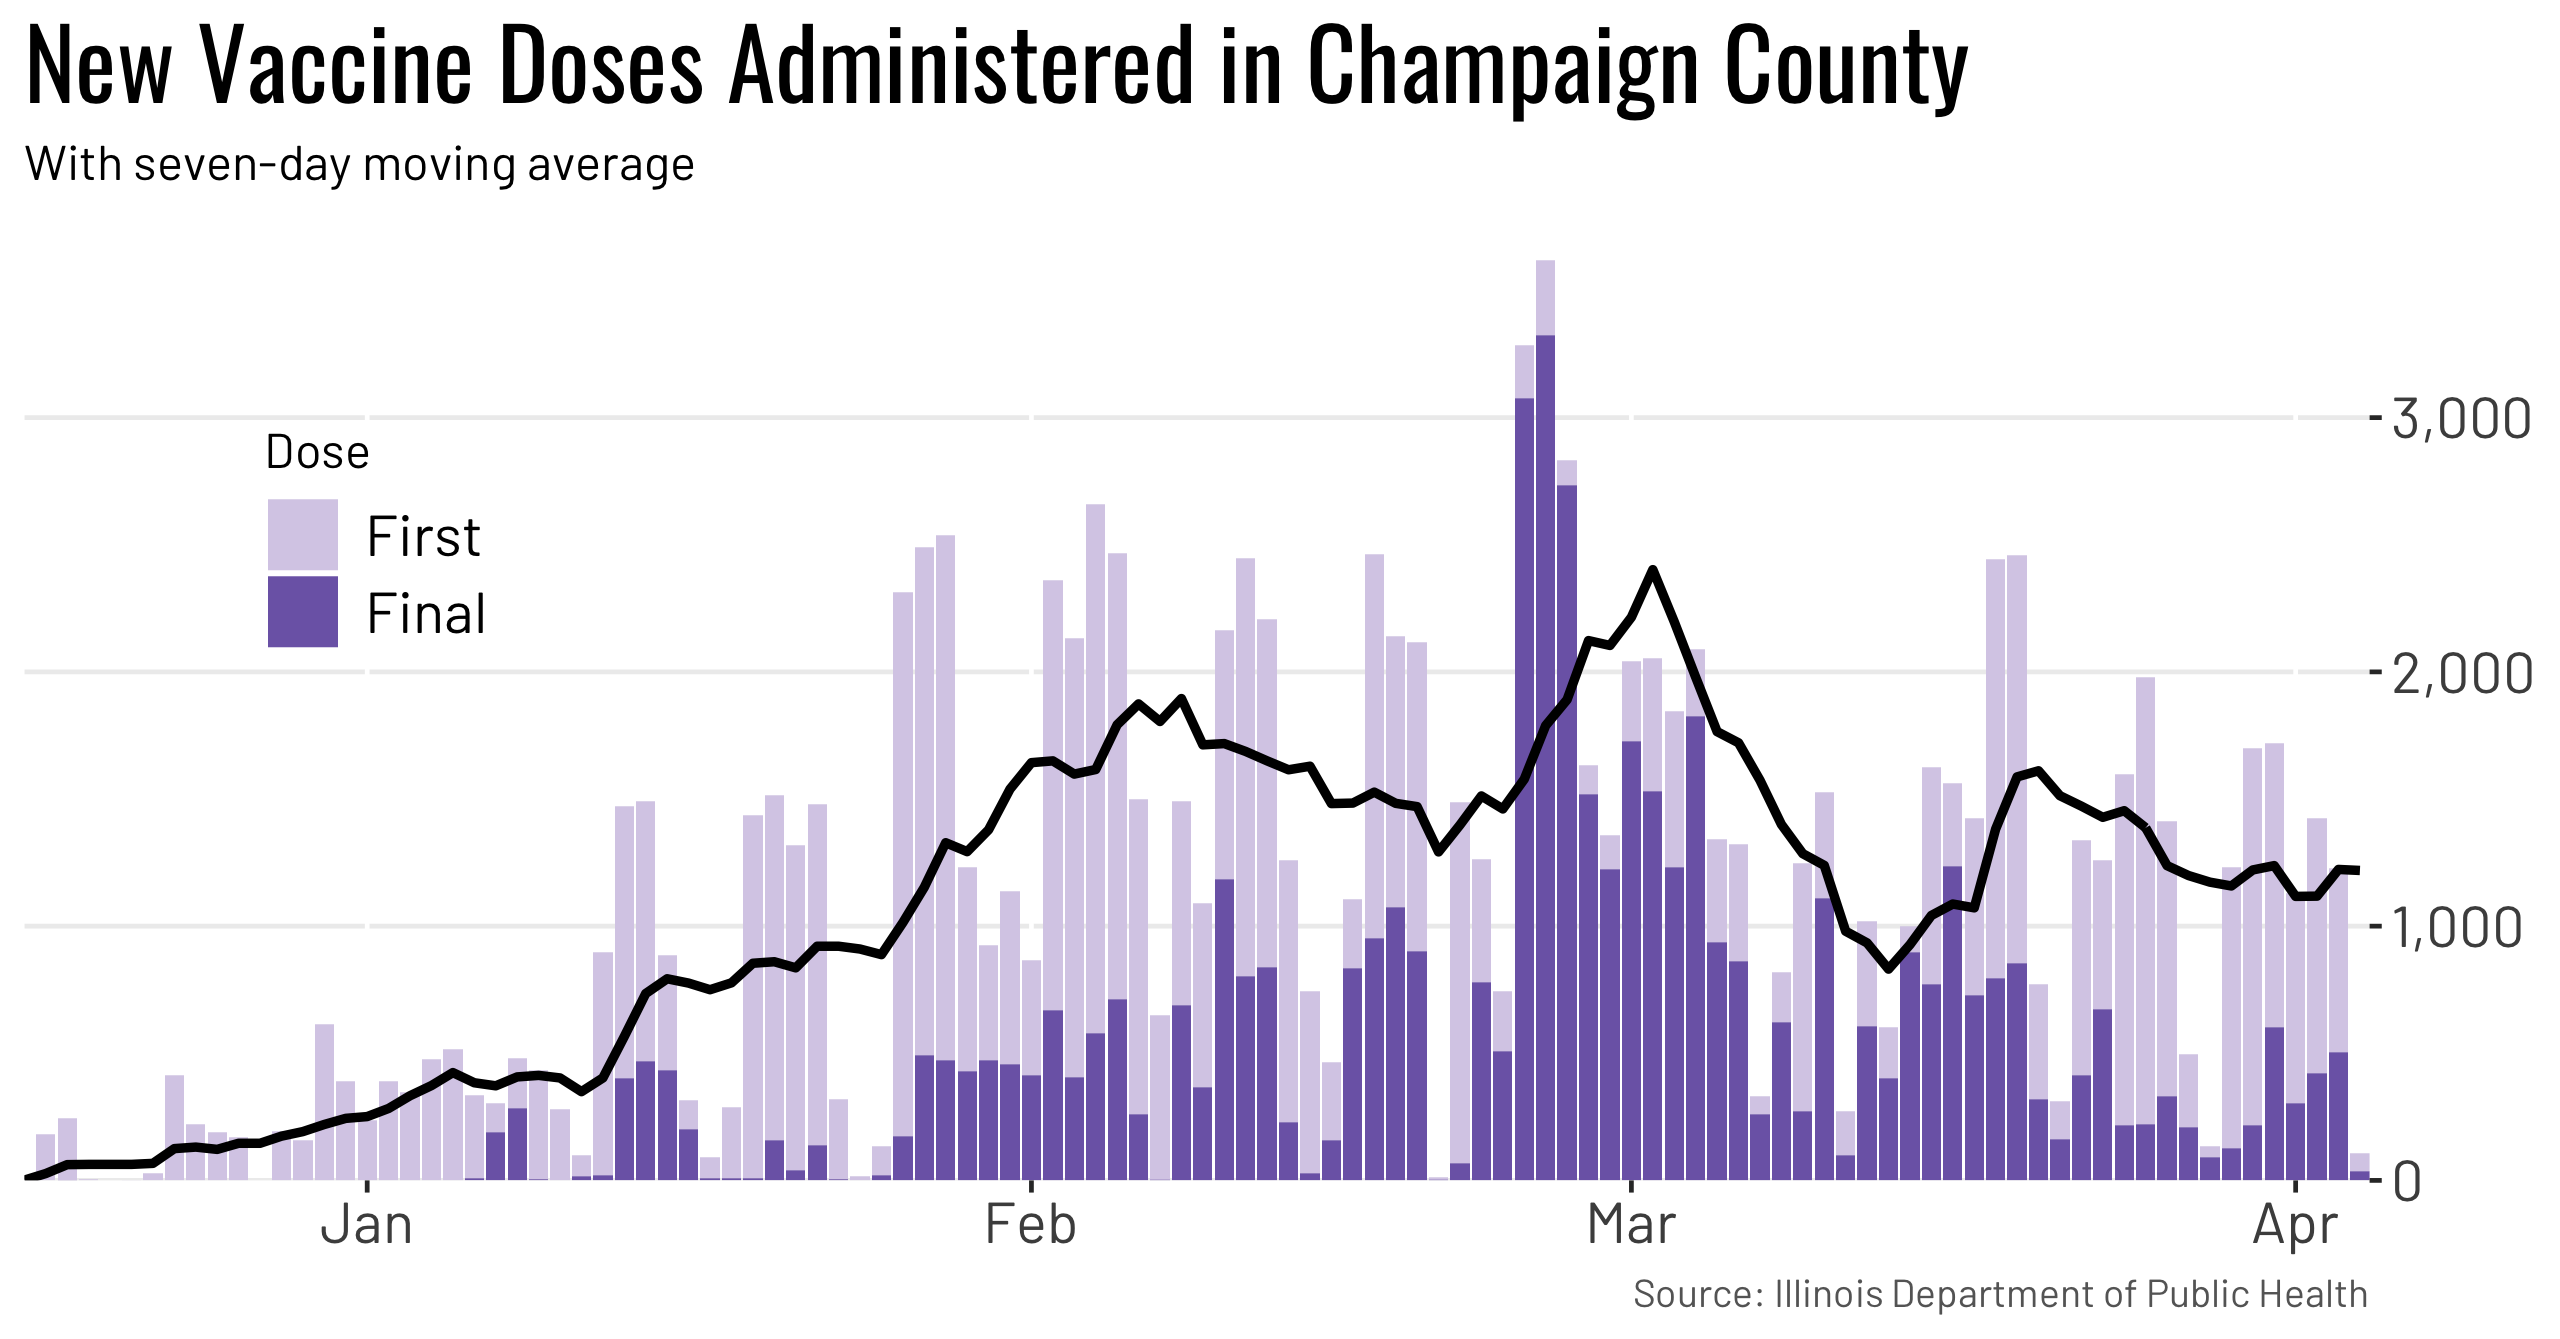 New Vaccine Doses Administered in Champaign County
With seven-day moving average
Dose
First
Final
3,000
2,000
1,000
0
Jan
Feb
Mar
Apr
Source: Illinois Department of Public Health